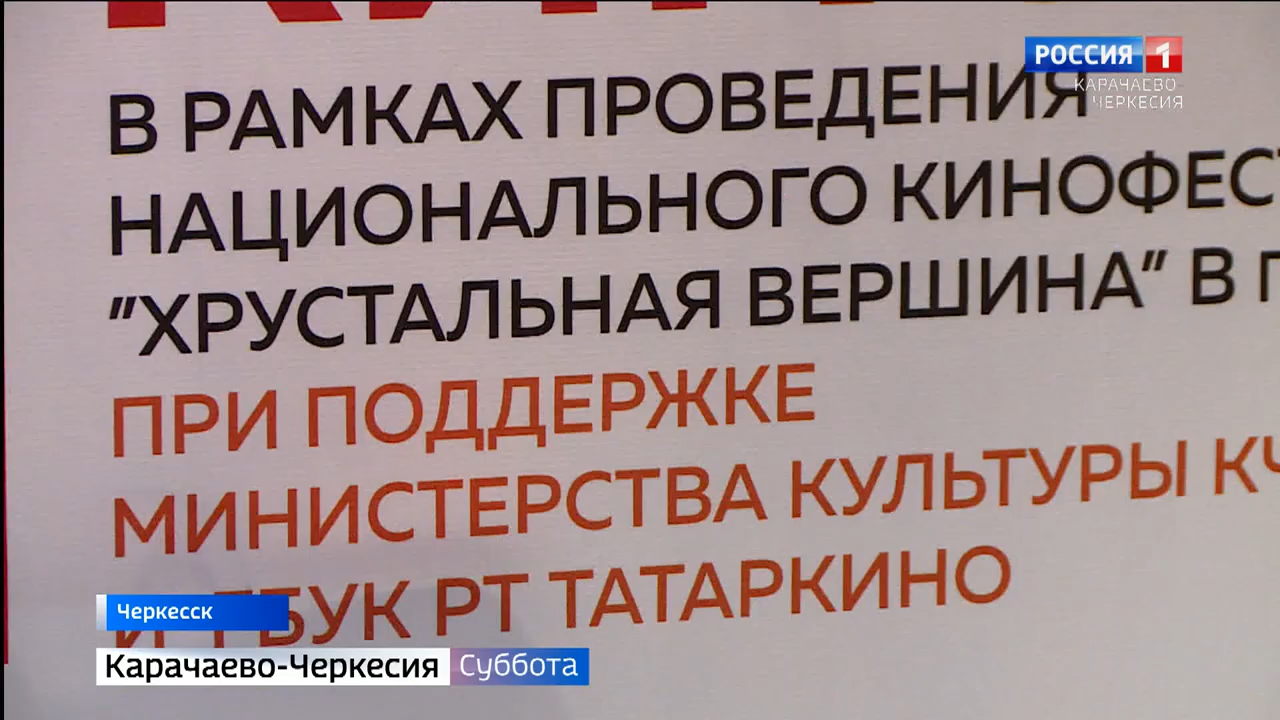 РОССИЯ 1
КАРАЧАЕВО
ЧЕРКЕСИЯ
В РАМКАХ ПРОВЕДЕНИЯ
НАЦИОНАЛЬНОГО
"ХРУСТАЛЬНАЯ ВЕРШИНА" В
ПРИ ПОДДЕРЖКЕ
МИНИСТЕРСТВА КУЛЬТУРЫ
И ГБУК РТ ТАТАРКИНО
Черкесск
Карачаево-Черкесия Суббота